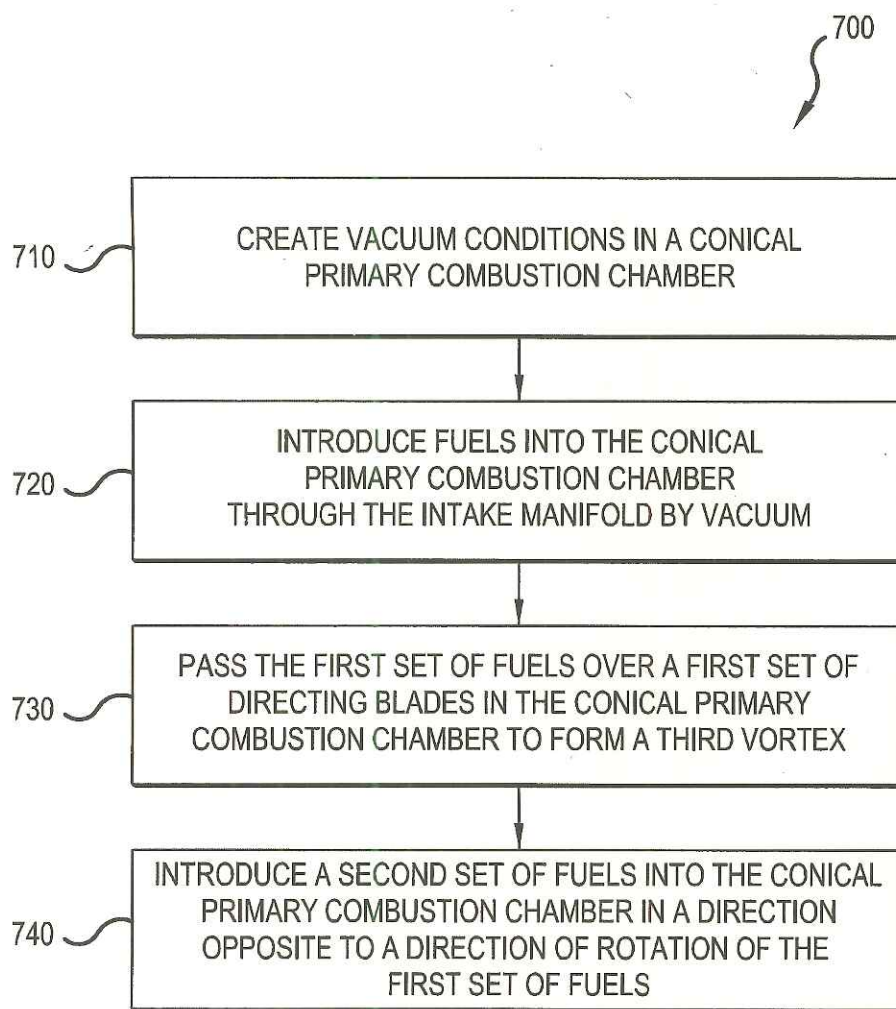 700
710
CREATE VACUUM CONDITIONS IN A CONICAL
PRIMARY COMBUSTION CHAMBER
720
INTRODUCE FUELS INTO THE CONICAL
PRIMARY COMBUSTION CHAMBER
THROUGH THE INTAKE MANIFOLD BY VACUUM
730
PASS THE FIRST SET OF FUELS OVER A FIRST SET OF
DIRECTING BLADES IN THE CONICAL PRIMARY
COMBUSTION CHAMBER TO FORM A THIRD VORTEX
740
INTRODUCE A SECOND SET OF FUELS INTO THE CONICAL
PRIMARY COMBUSTION CHAMBER IN A DIRECTION
OPPOSITE TO A DIRECTION OF ROTATION OF THE
FIRST SET OF FUELS